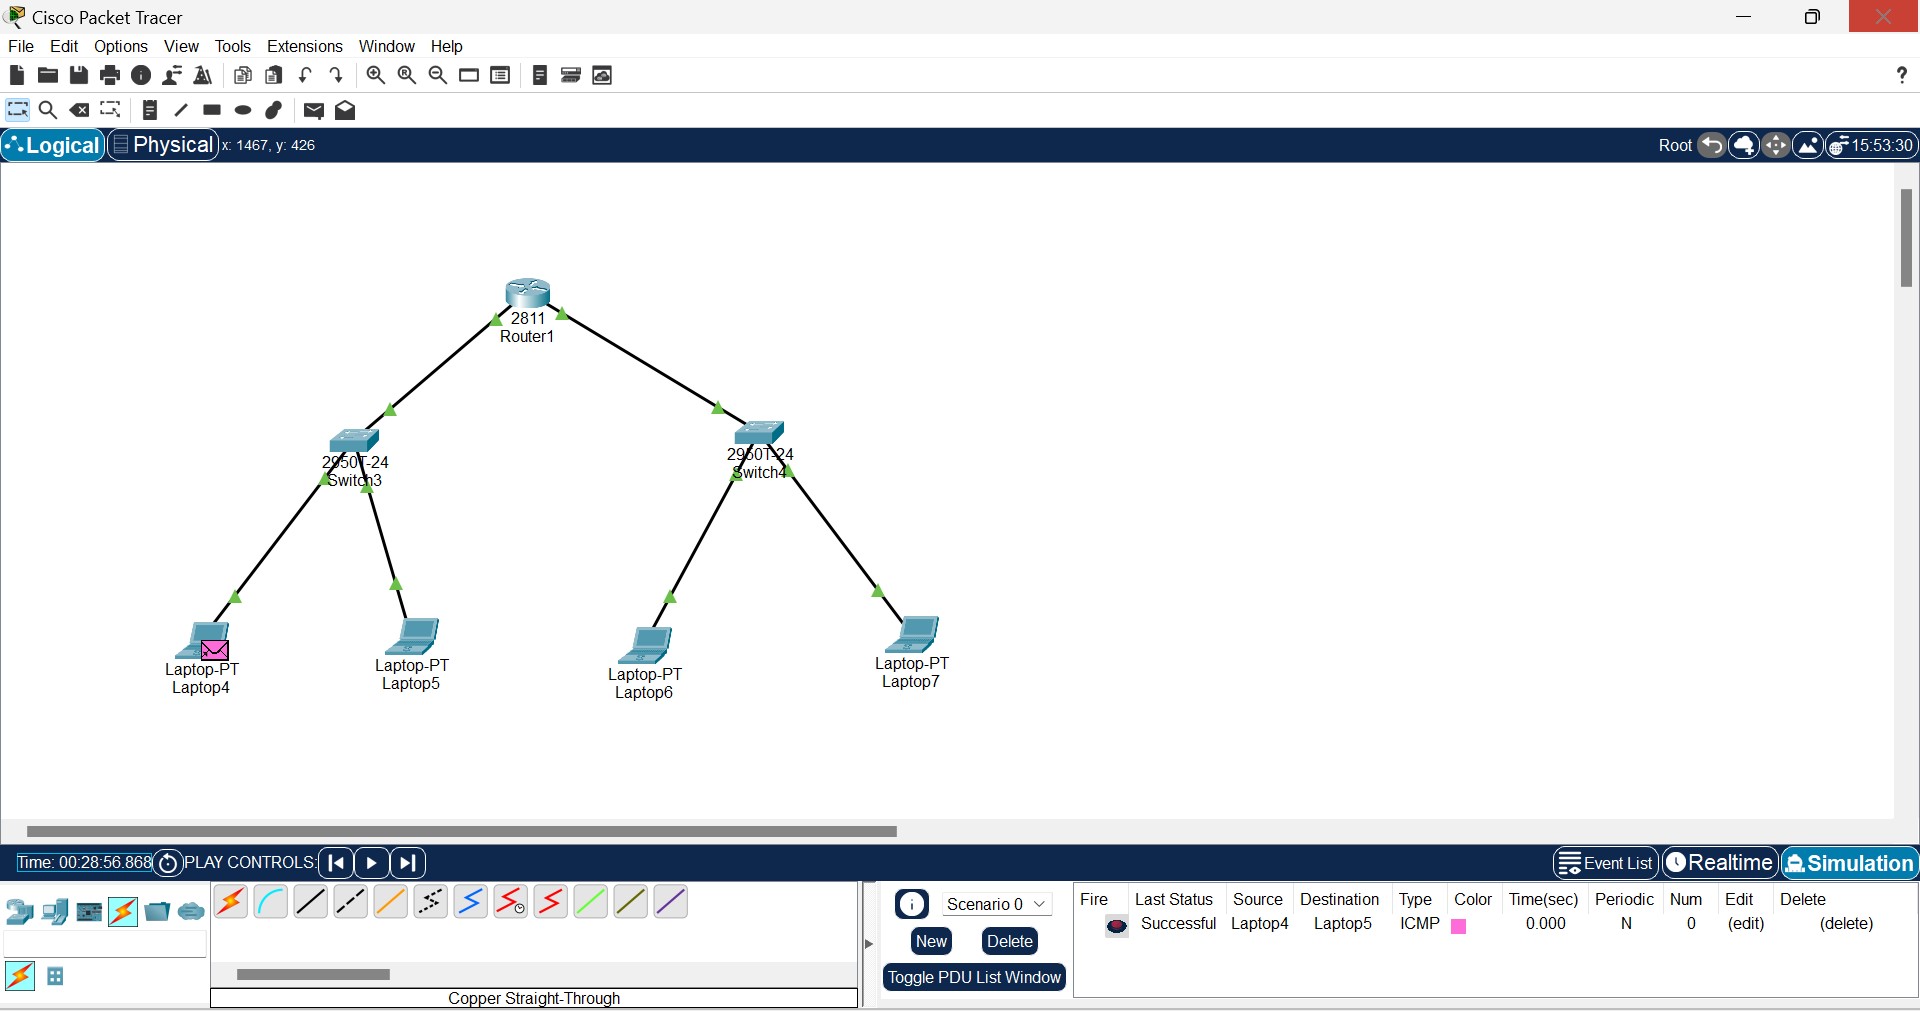 Cisco Packet Tracer
File Edit Options View Tools Extensions Window Help
?
Logical Physical x: 1467, y: 426 Root 15:53:30
2811
Router1
2950T-24
Switch3
2950T-24
Switch4
Laptop-PT
Laptop4
Laptop-PT
Laptop5
Laptop-PT
Laptop6
Laptop-PT
Laptop7
Time: 00:28:56.868 PLAY CONTROLS: Event List Realtime Simulation
Scenario 0
New Delete
Toggle PDU List Window
Fire Last Status Source Destination Type Color Time(sec) Periodic Num Edit Delete
Successful Laptop4 Laptop5 ICMP 0.000 N 0 (edit) (delete)
Copper Straight-Through